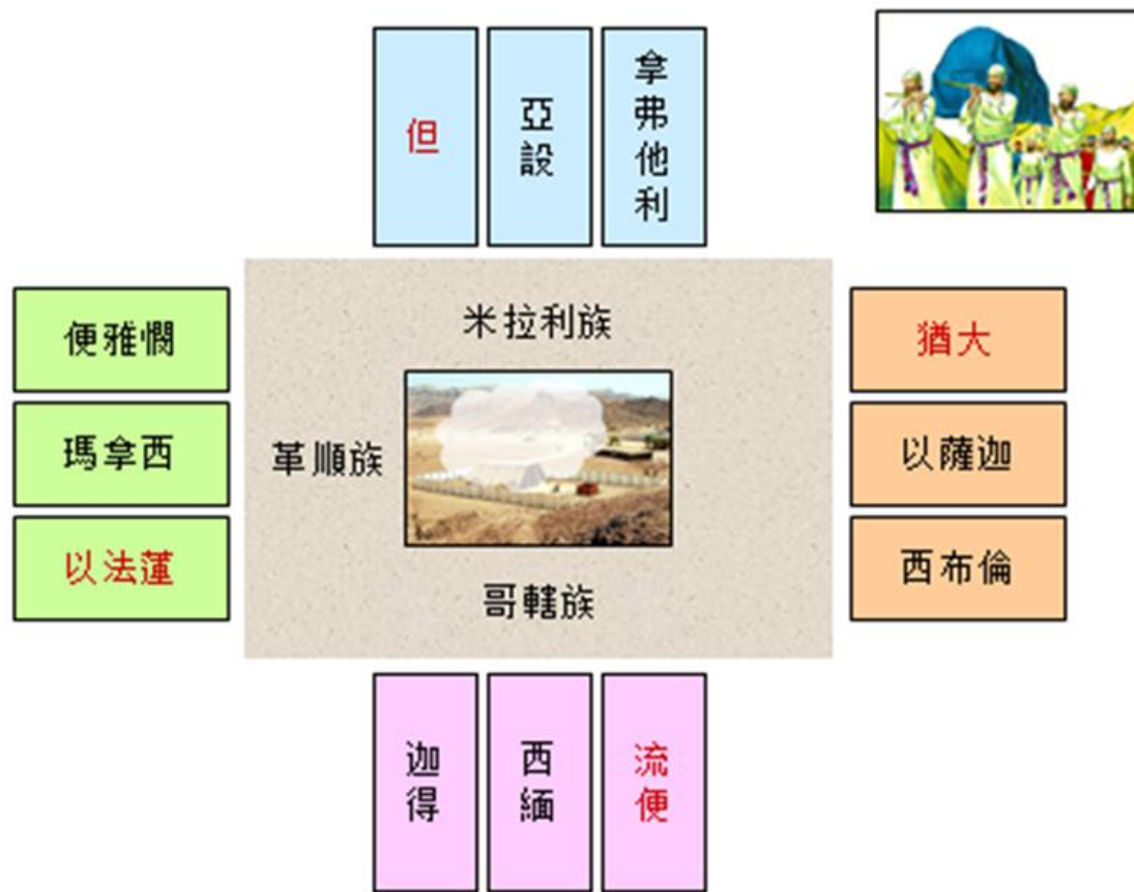 但
亞設
拿弗他利
便雅憫
瑪拿西
以法蓮
米拉利族
革順族
哥轄族
猶大
以薩迦
西布倫
迦得
西緬
流便